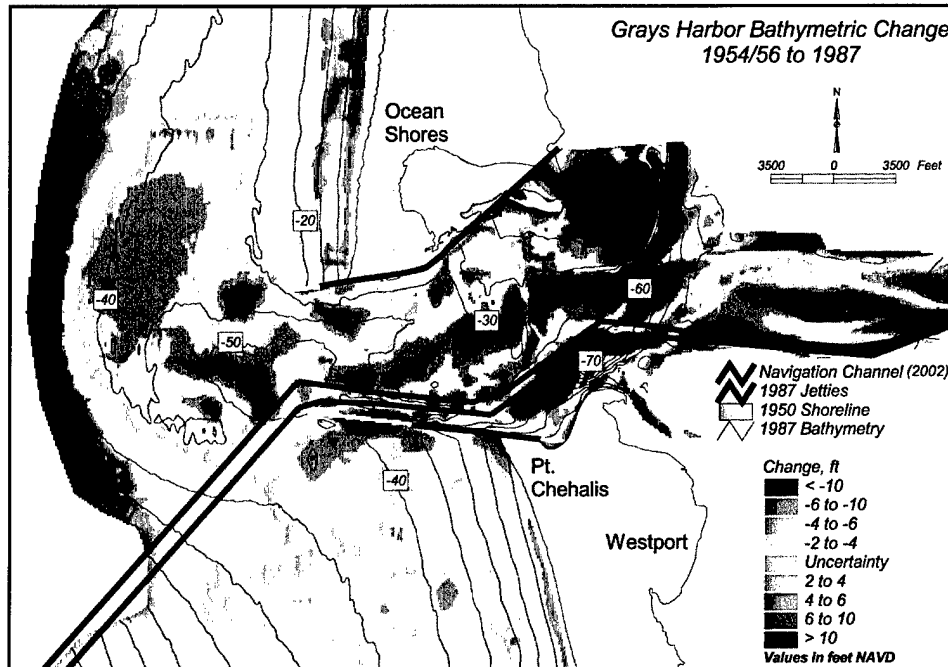 Grays Harbor Bathymetric Change
1954/56 to 1987
N
3500 0 3500 Feet
Ocean
Shores
-20
-40
-50
-30
-60
-70
-40
Pt.
Chehalis
Westport
Navigation Channel (2002)
1987 Jetties
1950 Shoreline
1987 Bathymetry
Change, ft
< -10
-6 to -10
-4 to -6
-2 to -4
Uncertainty
2 to 4
4 to 6
6 to 10
> 10
Values in feet NAVD